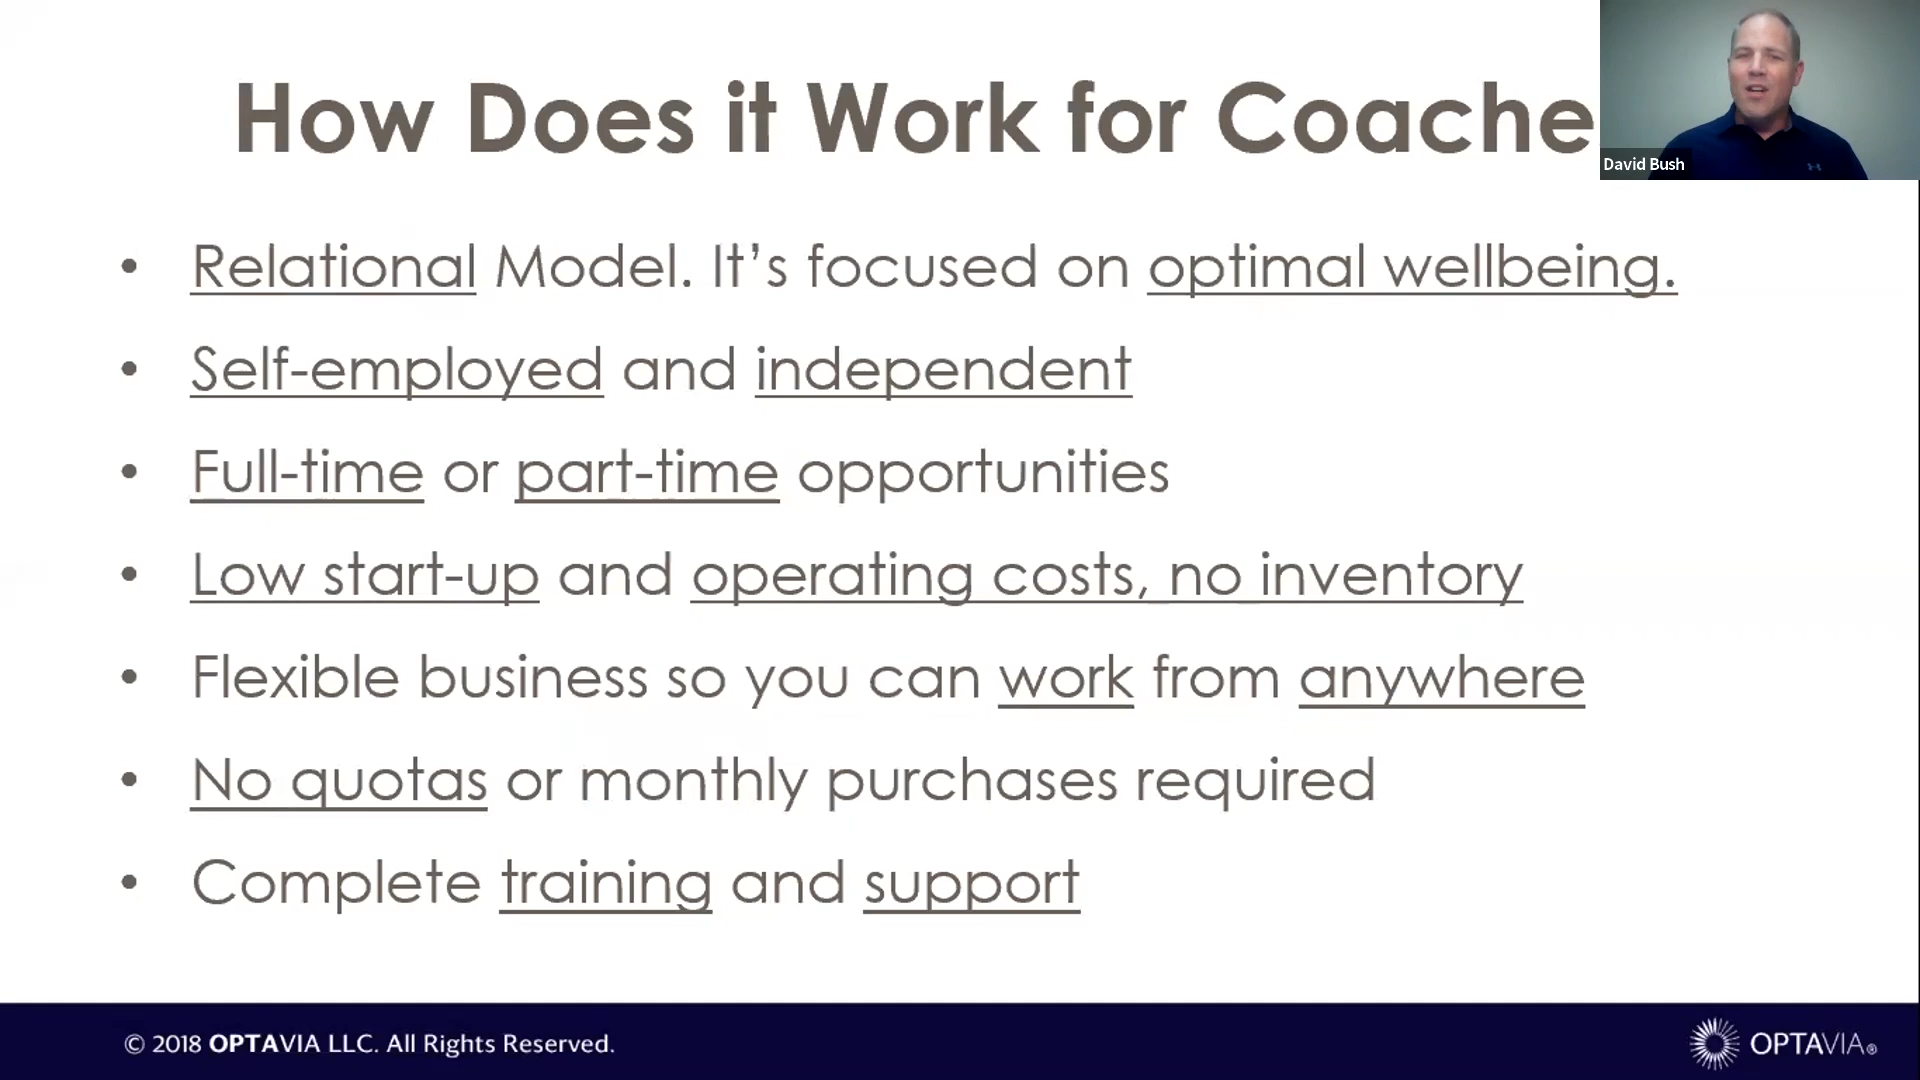 How Does it Work for Coache
David Bush
• Relational Model. It’s focused on optimal wellbeing.
• Self-employed and independent
• Full-time or part-time opportunities
• Low start-up and operating costs, no inventory
• Flexible business so you can work from anywhere
• No quotas or monthly purchases required
• Complete training and support
© 2018 OPTAVIA LLC. All Rights Reserved.
OPTAVIA®